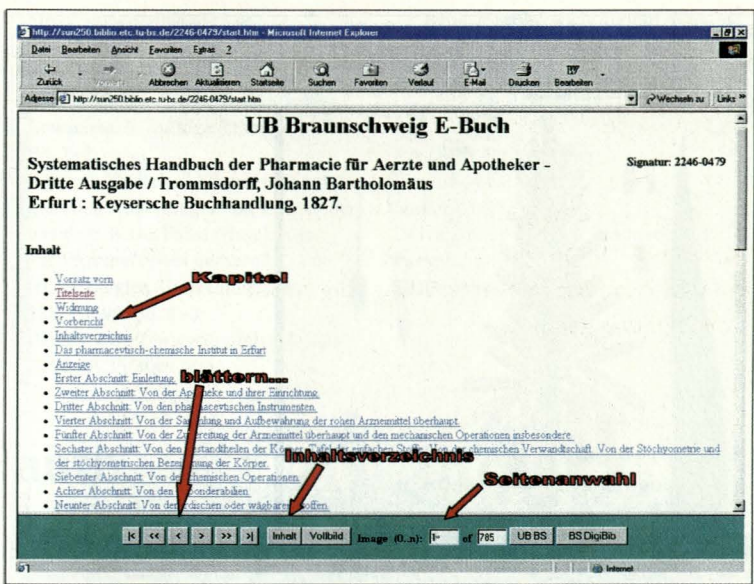 http://sun250.biblio.etc.tu-bs.de/2246-0479/start.htm - Microsoft Internet Explorer
Datei Bearbeiten Ansicht Favoriten Extras ?
Zurück Abbrechen Aktualisieren Startseite Suchen Favoriten Verlauf E-Mail Drucken Bearbeiten
Adresse http://sun250.biblio.etc.tu-bs.de/2246-0479/start.htm Wechseln zu Links »
UB Braunschweig E-Buch
Systematisches Handbuch der Pharmacie für Aerzte und Apotheker - Signatur: 2246-0479
Dritte Ausgabe / Trommsdorff, Johann Bartholomäus
Erfurt : Keysersche Buchhandlung, 1827.
Inhalt
Vorsatz vorn
Kapitel
Titelseite
Widmung
Vorbericht
Inhaltsverzeichnis
Das pharmacevtisch-chemische Institut in Erfurt
Anzeige
Erster Abschnitt: Einleitung.
blättern...
Zweiter Abschnitt: Von der Apotheke und ihrer Einrichtung.
Dritter Abschnitt: Von den pharmacevtischen Instrumenten.
Vierter Abschnitt: Von der Sammlung und Aufbewahrung der rohen Arzneimittel überhaupt.
Fünfter Abschnitt: Von der Zubereitung der Arzneimittel überhaupt und den mechanischen Operationen insbesondere.
Sechster Abschnitt: Von den Bestandtheilen der einfachen Stoffe. Von der chemischen Verwandtschaft. Von der Stöchyometrie und
der stöchyometrischen Bezeichnung der Körper.
Inhaltsverzeichnis
Siebenter Abschnitt: Von den chemischen Operationen.
Seitenanwahl
Achter Abschnitt: Von den
Neunter Abschnitt: Von den irdischen oder wägbaren Stoffen.
|< << < > >> >| Inhalt Vollbild Image (0..n): 1- of 785 UB BS BS DigiBib
Internet